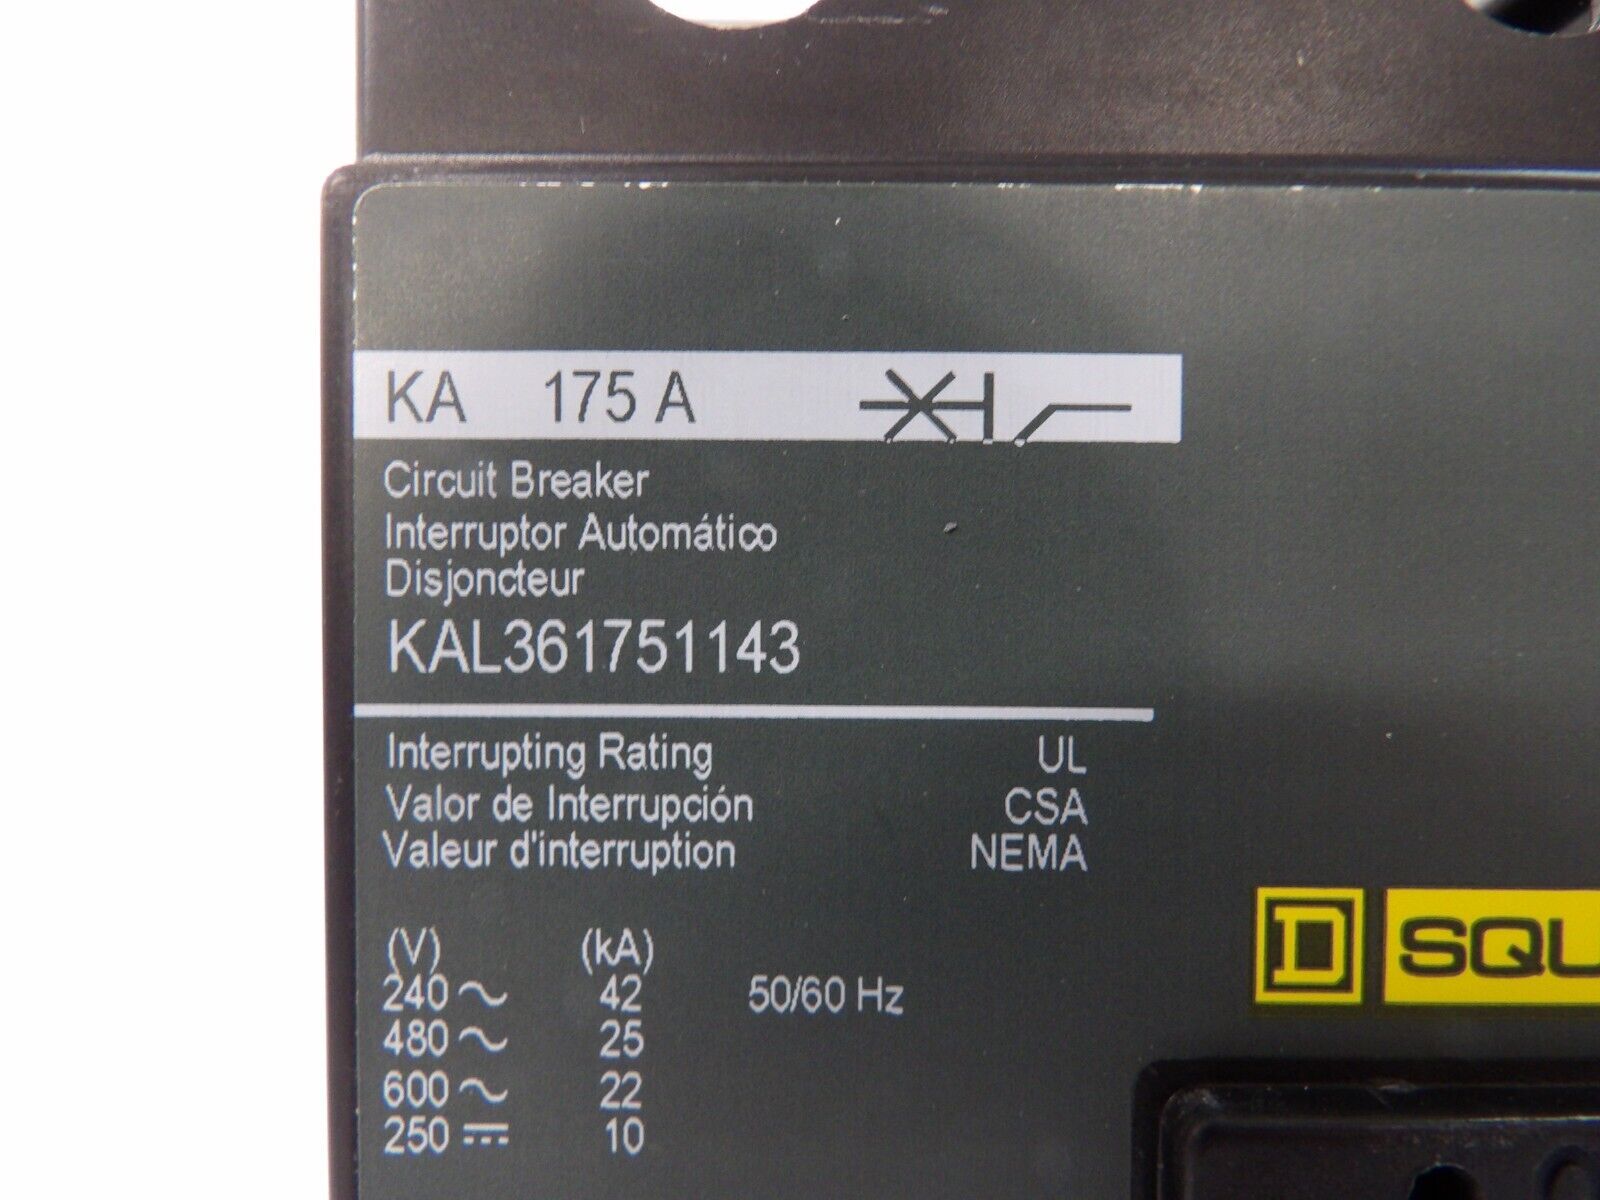 KA 175 A
Circuit Breaker
Interruptor Automático
Disjoncteur
KAL361751143
Interrupting Rating UL
Valor de Interrupción CSA
Valeur d'interruption NEMA
(V) (kA)
240 ~ 42 50/60 Hz
480 ~ 25
600 ~ 22
250 ⎓ 10
D SQU